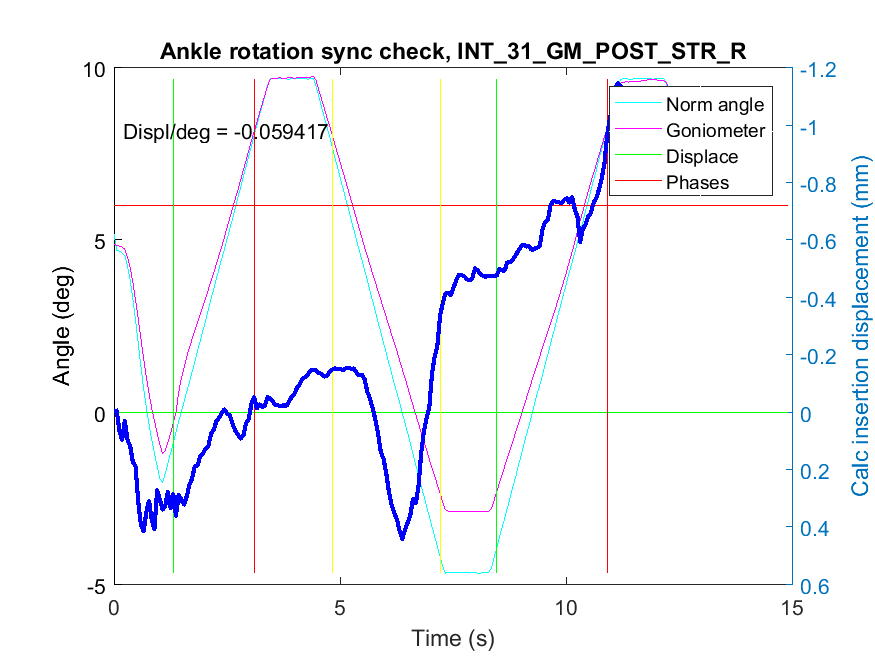 Ankle rotation sync check, INT_31_GM_POST_STR_R
10
5
0
-5
Angle (deg)
Displ/deg = -0.059417
Norm angle
Goniometer
Displace
Phases
-1.2
-1
-0.8
-0.6
-0.4
-0.2
0
0.2
0.4
0.6
Calc insertion displacement (mm)
0
5
10
15
Time (s)